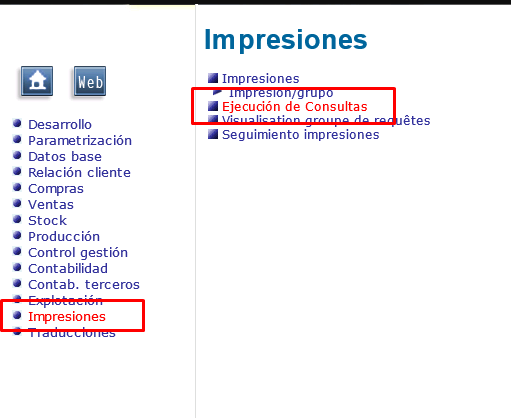 Impresiones
Web
Impresiones
Impresión/grupo
Ejecución de Consultas
Visualisation groupe de requêtes
Seguimiento impresiones
Desarrollo
Parametrización
Datos base
Relación cliente
Compras
Ventas
Stock
Producción
Control gestión
Contabilidad
Contab. terceros
Explotación
Impresiones
Traducciones